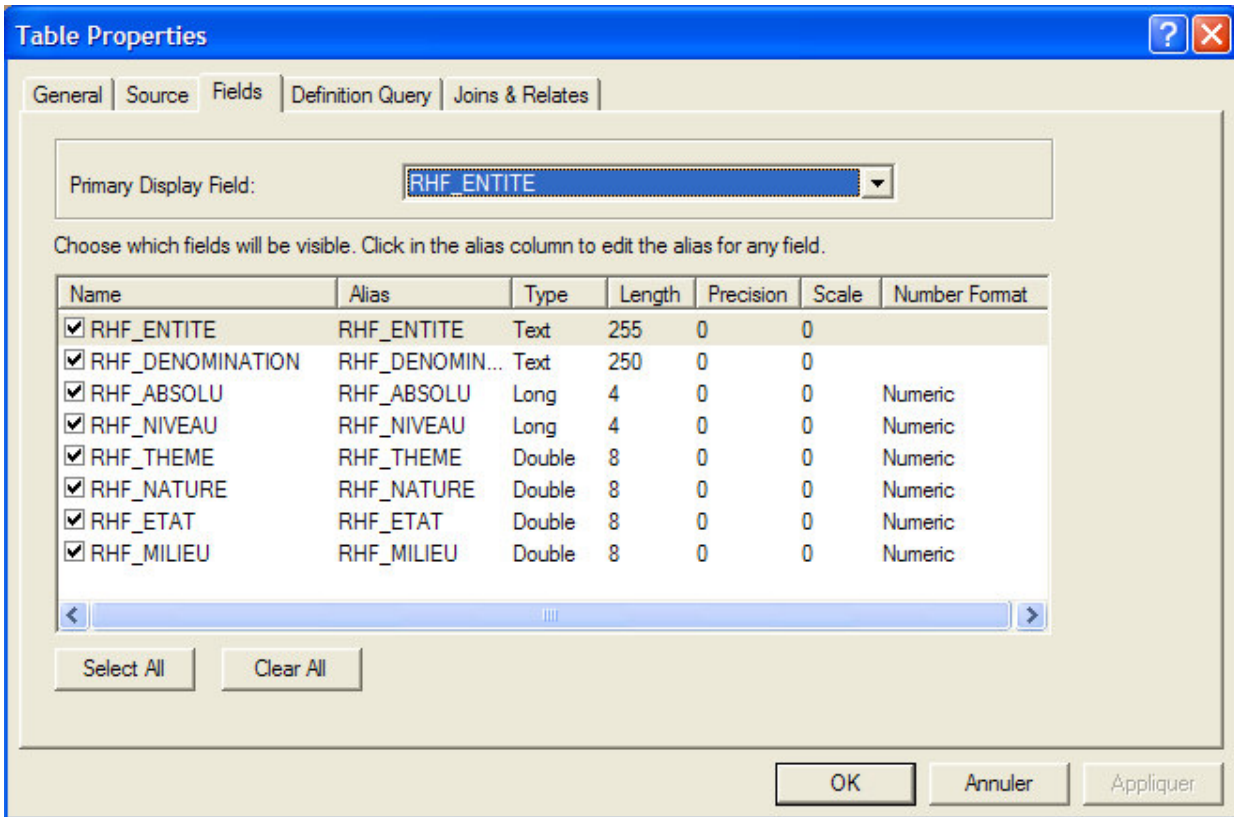 Table Properties
General Source Fields Definition Query Joins & Relates
Primary Display Field: RHF_ENTITE
Choose which fields will be visible. Click in the alias column to edit the alias for any field.
Name Alias Type Length Precision Scale Number Format
RHF_ENTITE RHF_ENTITE Text 255 0 0
RHF_DENOMINATION RHF_DENOMIN... Text 250 0 0
RHF_ABSOLU RHF_ABSOLU Long 4 0 0 Numeric
RHF_NIVEAU RHF_NIVEAU Long 4 0 0 Numeric
RHF_THEME RHF_THEME Double 8 0 0 Numeric
RHF_NATURE RHF_NATURE Double 8 0 0 Numeric
RHF_ETAT RHF_ETAT Double 8 0 0 Numeric
RHF_MILIEU RHF_MILIEU Double 8 0 0 Numeric
Select All Clear All
OK Annuler Appliquer